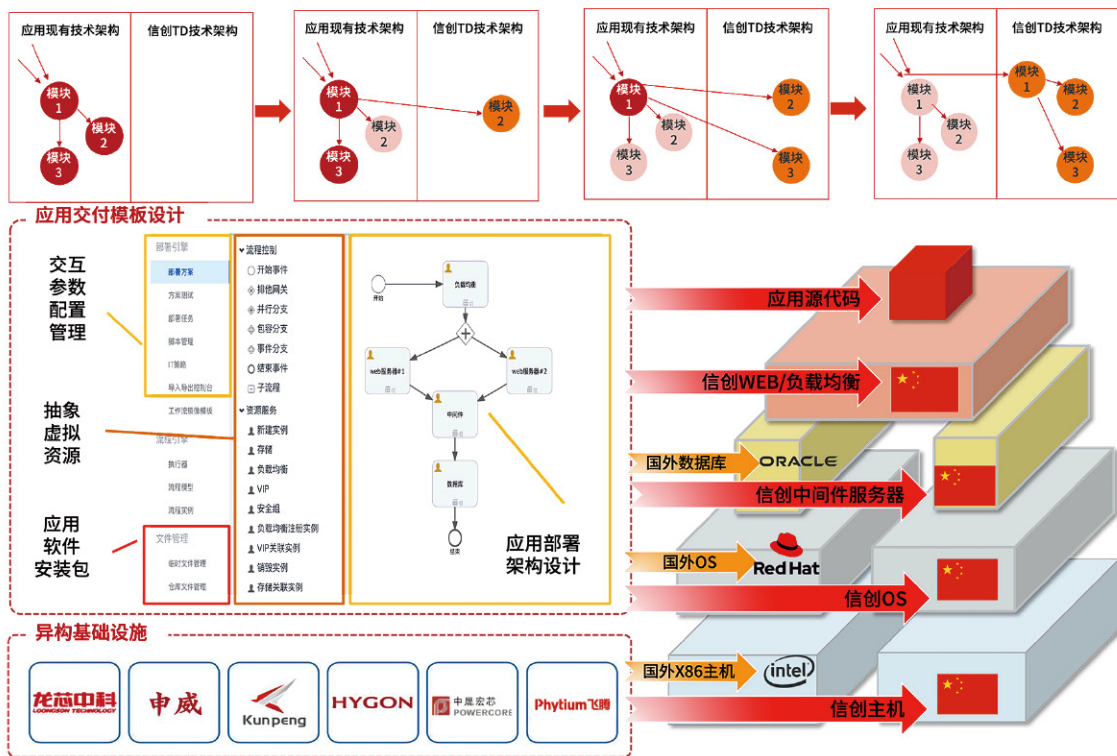 应用现有技术架构
信创TD技术架构
模块
1
模块
2
模块
3
应用现有技术架构
信创TD技术架构
模块
1
模块
2
模块
3
模块
2
应用现有技术架构
信创TD技术架构
模块
1
模块
2
模块
3
模块
2
模块
3
应用现有技术架构
信创TD技术架构
模块
1
模块
2
模块
3
模块
1
模块
2
模块
3
应用交付模板设计
交互
参数
配置
管理
抽象
虚拟
资源
应用
软件
安装包
部署引擎
部署方案
方案测试
部署任务
脚本管理
IT策略
导入导出控制台
工作流镜像模板
流程引擎
执行器
流程模型
流程实例
文件管理
临时文件管理
仓库文件管理
流程控制
开始事件
排他网关
并行分支
包容分支
事件分支
结束事件
子流程
资源服务
新建实例
存储
负载均衡
VIP
安全组
负载均衡注册实例
VIP关联实例
销毁实例
存储关联实例
开始
负载均衡
web服务器#1
web服务器#2
中间件
数据库
结束
应用部署
架构设计
应用源代码
信创WEB/负载均衡
国外数据库
ORACLE
信创中间件服务器
国外OS
Red Hat
信创OS
国外X86主机
intel
信创主机
异构基础设施
龙芯中科
LOONGSON TECHNOLOGY
申威
Kunpeng
HYGON
中晟宏芯
POWERCORE
Phytium飞腾